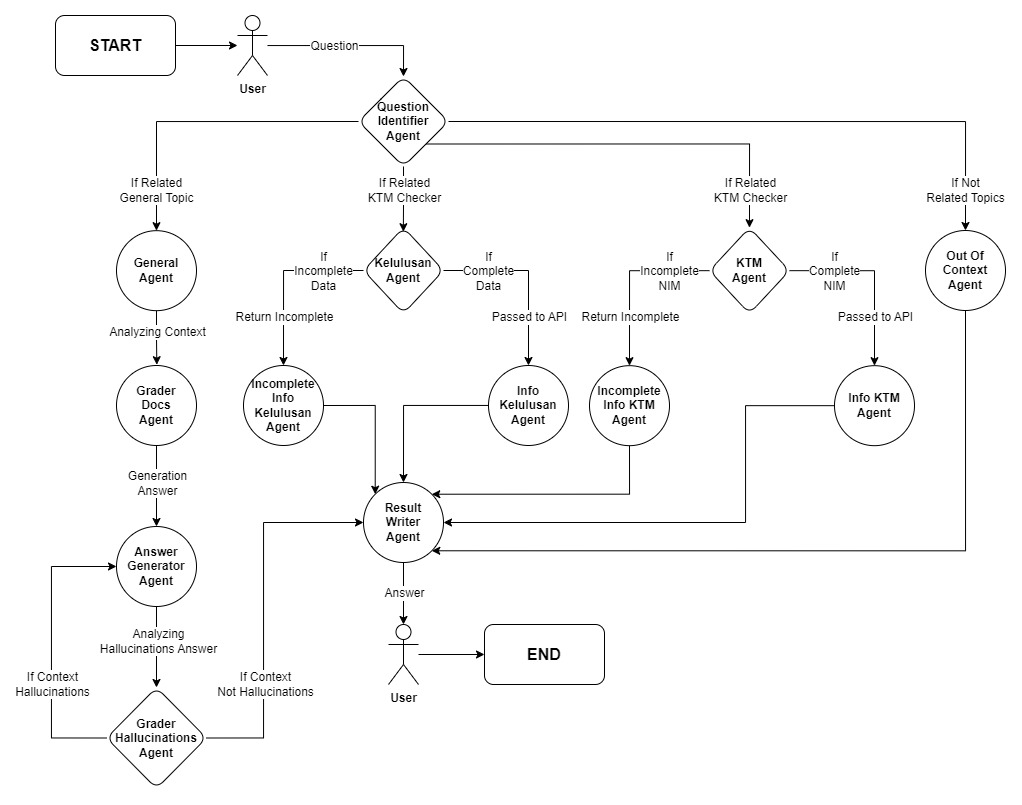 START
User
Question
Question
Identifier
Agent
If Related
General Topic
If Related
KTM Checker
If Related
KTM Checker
If Not
Related Topics
General
Agent
If
Incomplete
Data
Kelulusan
Agent
If
Complete
Data
If
Incomplete
NIM
KTM
Agent
If
Complete
NIM
Out Of
Context
Agent
Analyzing Context
Return Incomplete
Passed to API
Return Incomplete
Passed to API
Grader
Docs
Agent
Incomplete
Info
Kelulusan
Agent
Info
Kelulusan
Agent
Incomplete
Info KTM
Agent
Info KTM
Agent
Generation
Answer
Result
Writer
Agent
Answer
Generator
Agent
Answer
Analyzing
Hallucinations Answer
User
END
If Context
Hallucinations
If Context
Not Hallucinations
Grader
Hallucinations
Agent